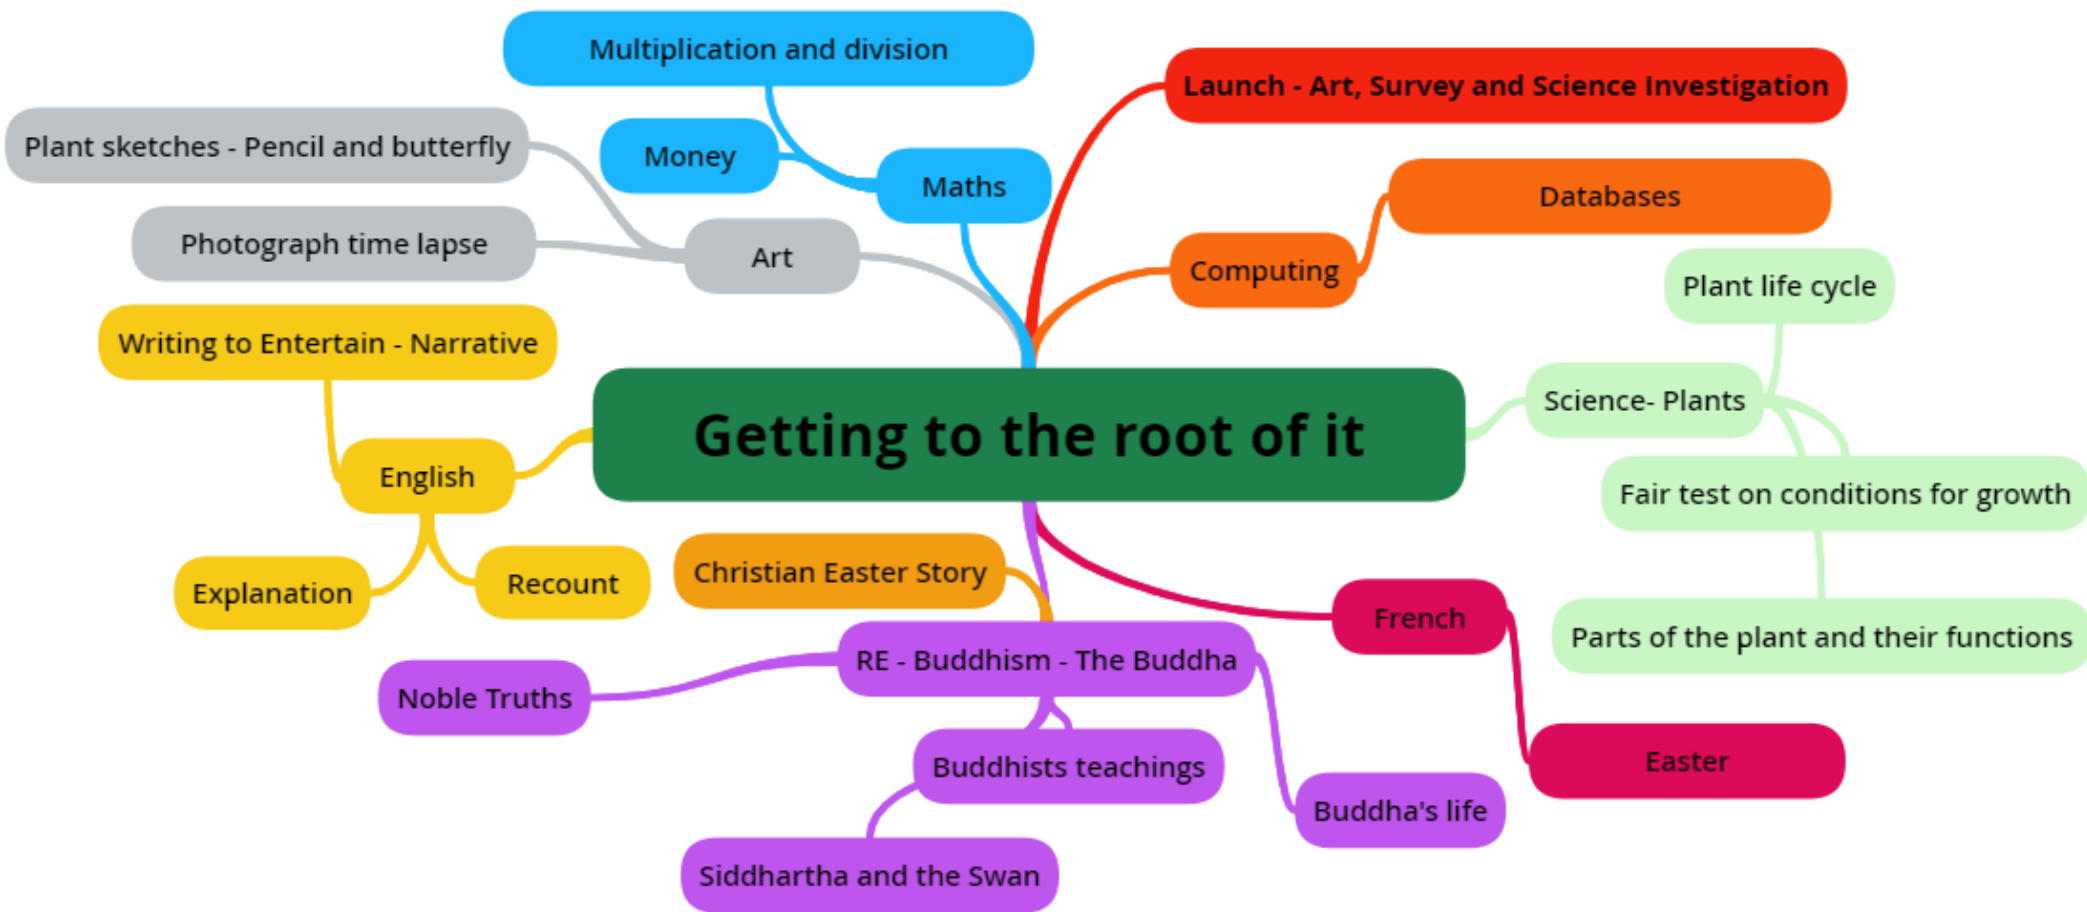 Multiplication and division
Launch - Art, Survey and Science Investigation
Plant sketches - Pencil and butterfly
Money
Maths
Databases
Photograph time lapse
Art
Computing
Plant life cycle
Writing to Entertain - Narrative
Getting to the root of it
Science- Plants
English
Fair test on conditions for growth
Explanation
Recount
Christian Easter Story
French
Parts of the plant and their functions
RE - Buddhism - The Buddha
Noble Truths
Buddhists teachings
Easter
Buddha's life
Siddhartha and the Swan